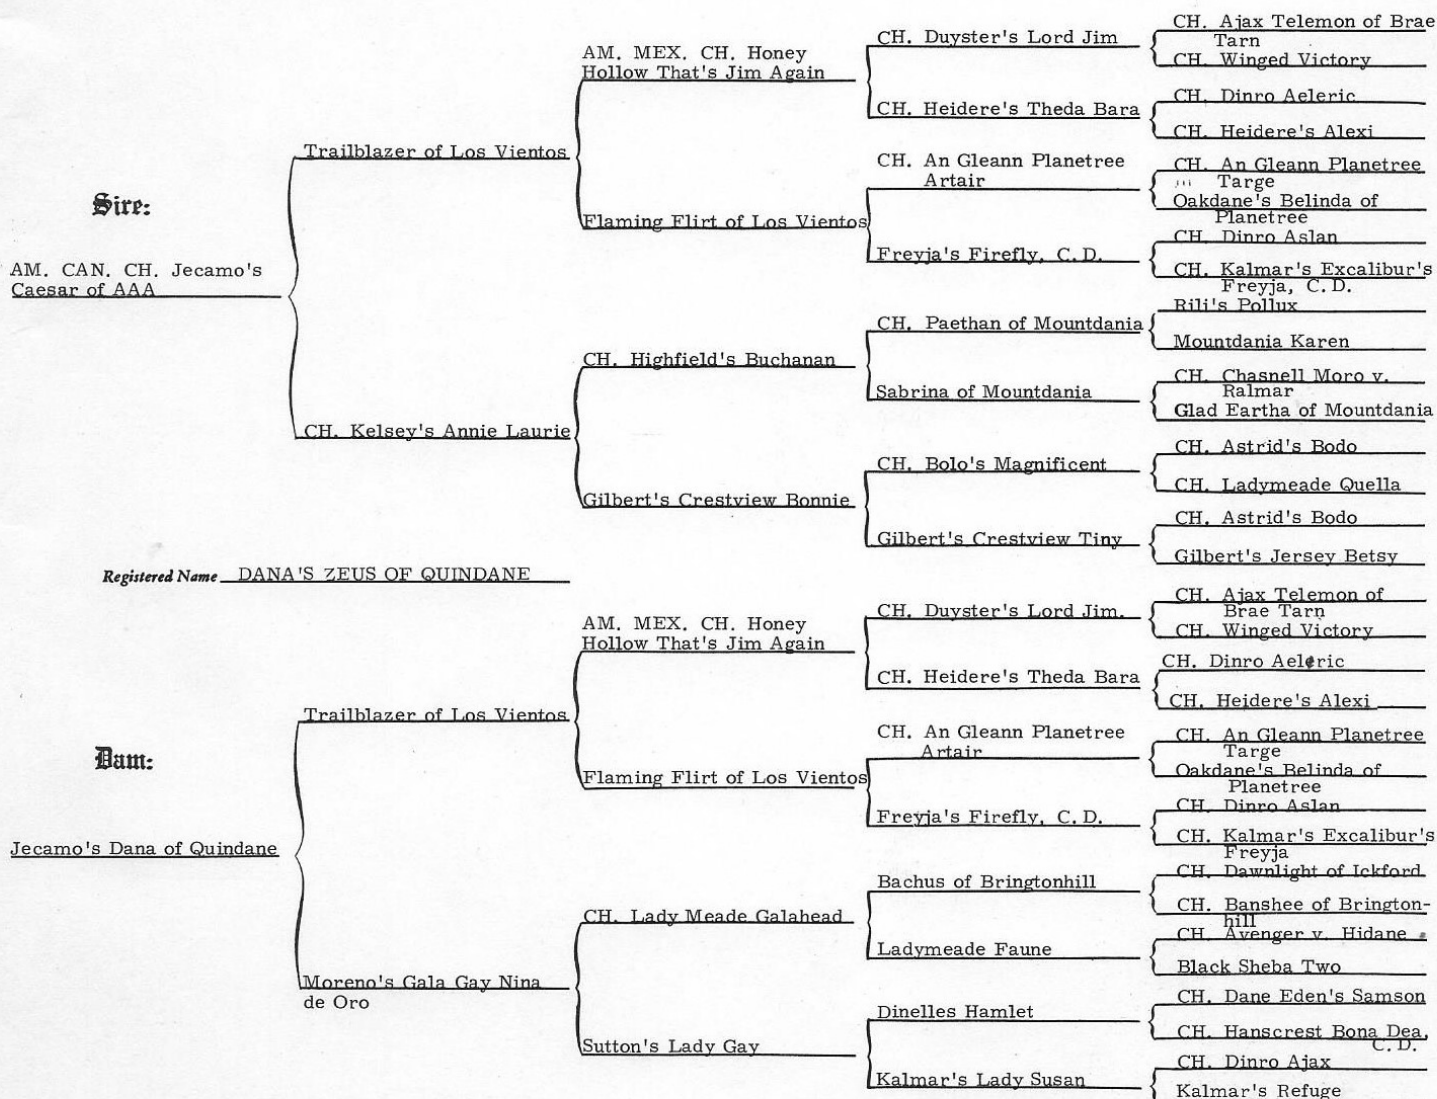 Sire:
AM. CAN. CH. Jecamo's
Caesar of AAA
Trailblazer of Los Vientos
CH. Kelsey's Annie Laurie
AM. MEX. CH. Honey
Hollow That's Jim Again
Flaming Flirt of Los Vientos
CH. Highfield's Buchanan
Gilbert's Crestview Bonnie
CH. Duyster's Lord Jim
CH. Heidere's Theda Bara
CH. An Gleann Planetree
Artair
Freyja's Firefly, C.D.
CH. Paethan of Mountdania
Sabrina of Mountdania
CH. Bolo's Magnificent
Gilbert's Crestview Tiny
CH. Ajax Telemon of Brae
Tarn
CH. Winged Victory
CH. Dinro Aeleric
CH. Heidere's Alexi
CH. An Gleann Planetree
Targe
Oakdane's Belinda of
Planetree
CH. Dinro Aslan
CH. Kalmar's Excalibur's
Freyja, C.D.
Rili's Pollux
Mountdania Karen
CH. Chasnell Moro v.
Ralmar
Glad Eartha of Mountdania
CH. Astrid's Bodo
CH. Ladymeade Quella
CH. Astrid's Bodo
Gilbert's Jersey Betsy
Registered Name DANA'S ZEUS OF QUINDANE
Dam:
Jecamo's Dana of Quindane
Trailblazer of Los Vientos
Moreno's Gala Gay Nina
de Oro
AM. MEX. CH. Honey
Hollow That's Jim Again
Flaming Flirt of Los Vientos
CH. Lady Meade Galahead
Sutton's Lady Gay
CH. Duyster's Lord Jim.
CH. Heidere's Theda Bara
CH. An Gleann Planetree
Artair
Freyja's Firefly, C.D.
Bachus of Bringtonhill
Ladymeade Faune
Dinelles Hamlet
Kalmar's Lady Susan
CH. Ajax Telemon of
Brae Tarn
CH. Winged Victory
CH. Dinro Aeleric
CH. Heidere's Alexi
CH. An Gleann Planetree
Targe
Oakdane's Belinda of
Planetree
CH. Dinro Aslan
CH. Kalmar's Excalibur's
Freyja
CH. Dawnlight of Ickford
CH. Banshee of Brington-
hill
CH. Avenger v. Hidane
Black Sheba Two
CH. Dane Eden's Samson
CH. Hanscrest Bona Dea,
C.D.
CH. Dinro Ajax
Kalmar's Refuge